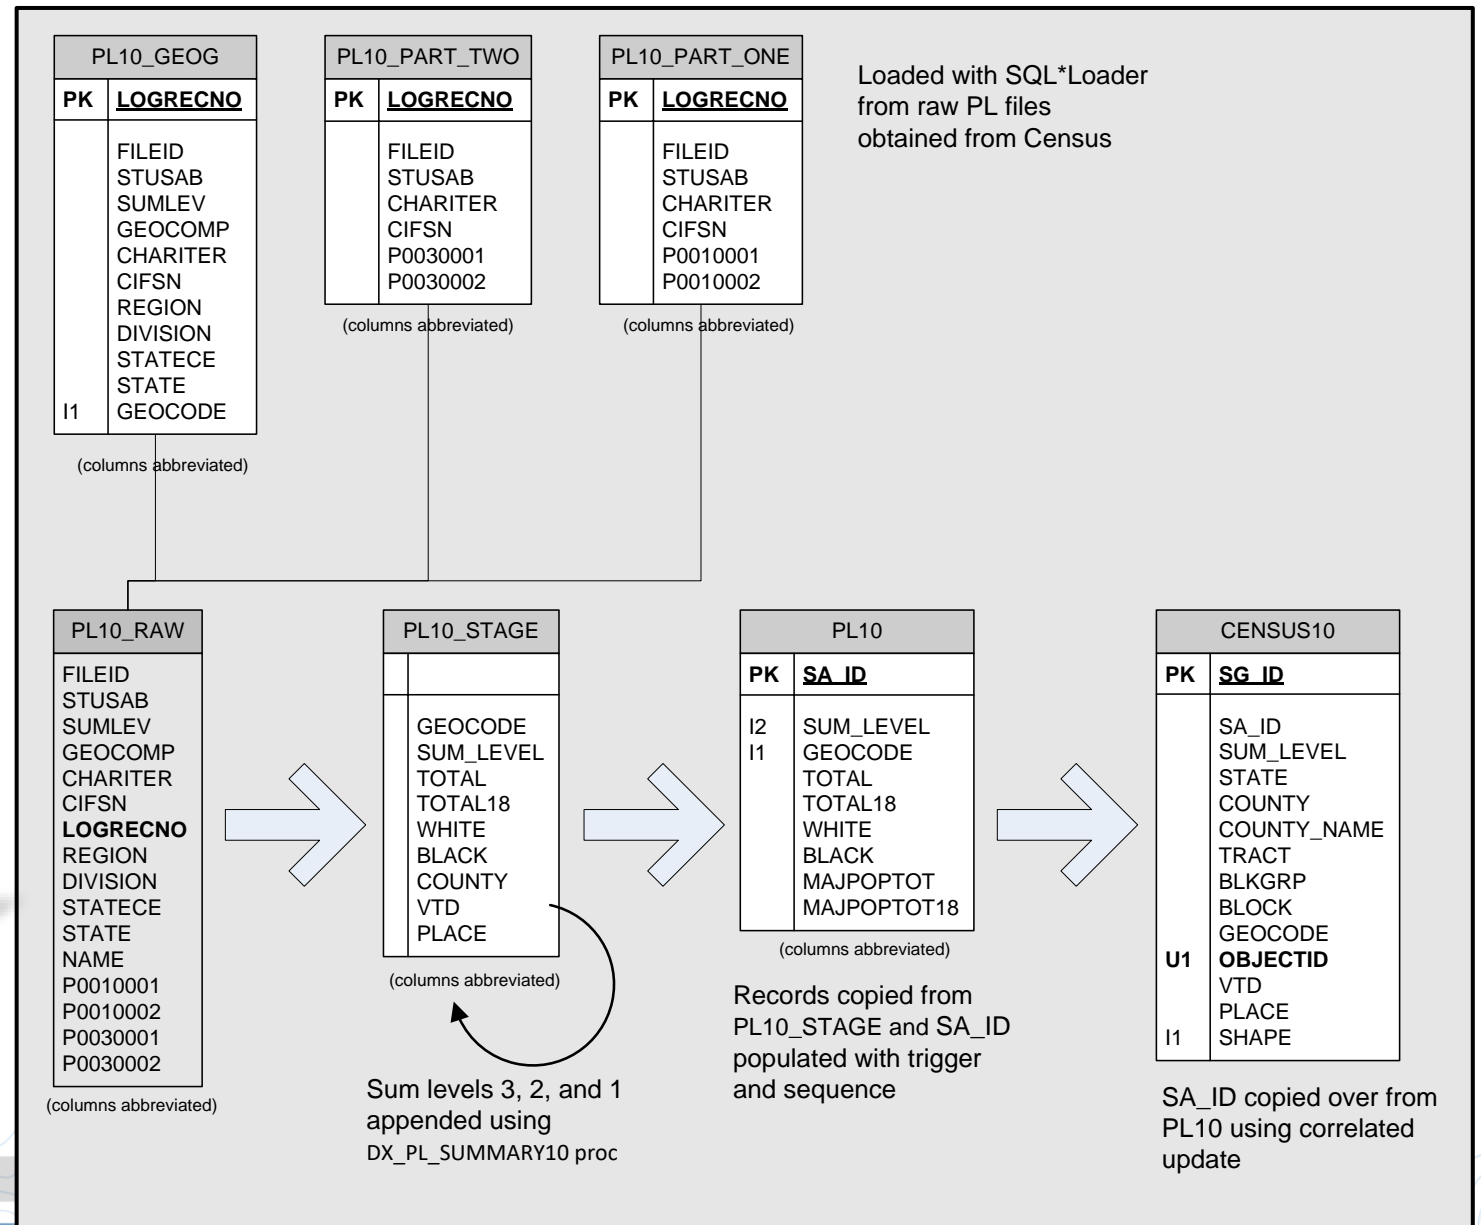 PL10_GEOG
PK LOGRECNO
FILEID
STUSAB
SUMLEV
GEOCOMP
CHARITER
CIFSN
REGION
DIVISION
STATECE
STATE
I1 GEOCODE
(columns abbreviated)
PL10_PART_TWO
PK LOGRECNO
FILEID
STUSAB
CHARITER
CIFSN
P0030001
P0030002
(columns abbreviated)
PL10_PART_ONE
PK LOGRECNO
FILEID
STUSAB
CHARITER
CIFSN
P0010001
P0010002
(columns abbreviated)
Loaded with SQL*Loader
from raw PL files
obtained from Census
PL10_RAW
FILEID
STUSAB
SUMLEV
GEOCOMP
CHARITER
CIFSN
LOGRECNO
REGION
DIVISION
STATECE
STATE
NAME
P0010001
P0010002
P0030001
P0030002
(columns abbreviated)
PL10_STAGE
GEOCODE
SUM_LEVEL
TOTAL
TOTAL18
WHITE
BLACK
COUNTY
VTD
PLACE
(columns abbreviated)
Sum levels 3, 2, and 1
appended using
DX_PL_SUMMARY10 proc
PL10
PK SA_ID
I2 SUM_LEVEL
I1 GEOCODE
TOTAL
TOTAL18
WHITE
BLACK
MAJPOPTOT
MAJPOPTOT18
(columns abbreviated)
Records copied from
PL10_STAGE and SA_ID
populated with trigger
and sequence
CENSUS10
PK SG_ID
SA_ID
SUM_LEVEL
STATE
COUNTY
COUNTY_NAME
TRACT
BLKGRP
BLOCK
GEOCODE
U1 OBJECTID
VTD
PLACE
I1 SHAPE
SA_ID copied over from
PL10 using correlated
update